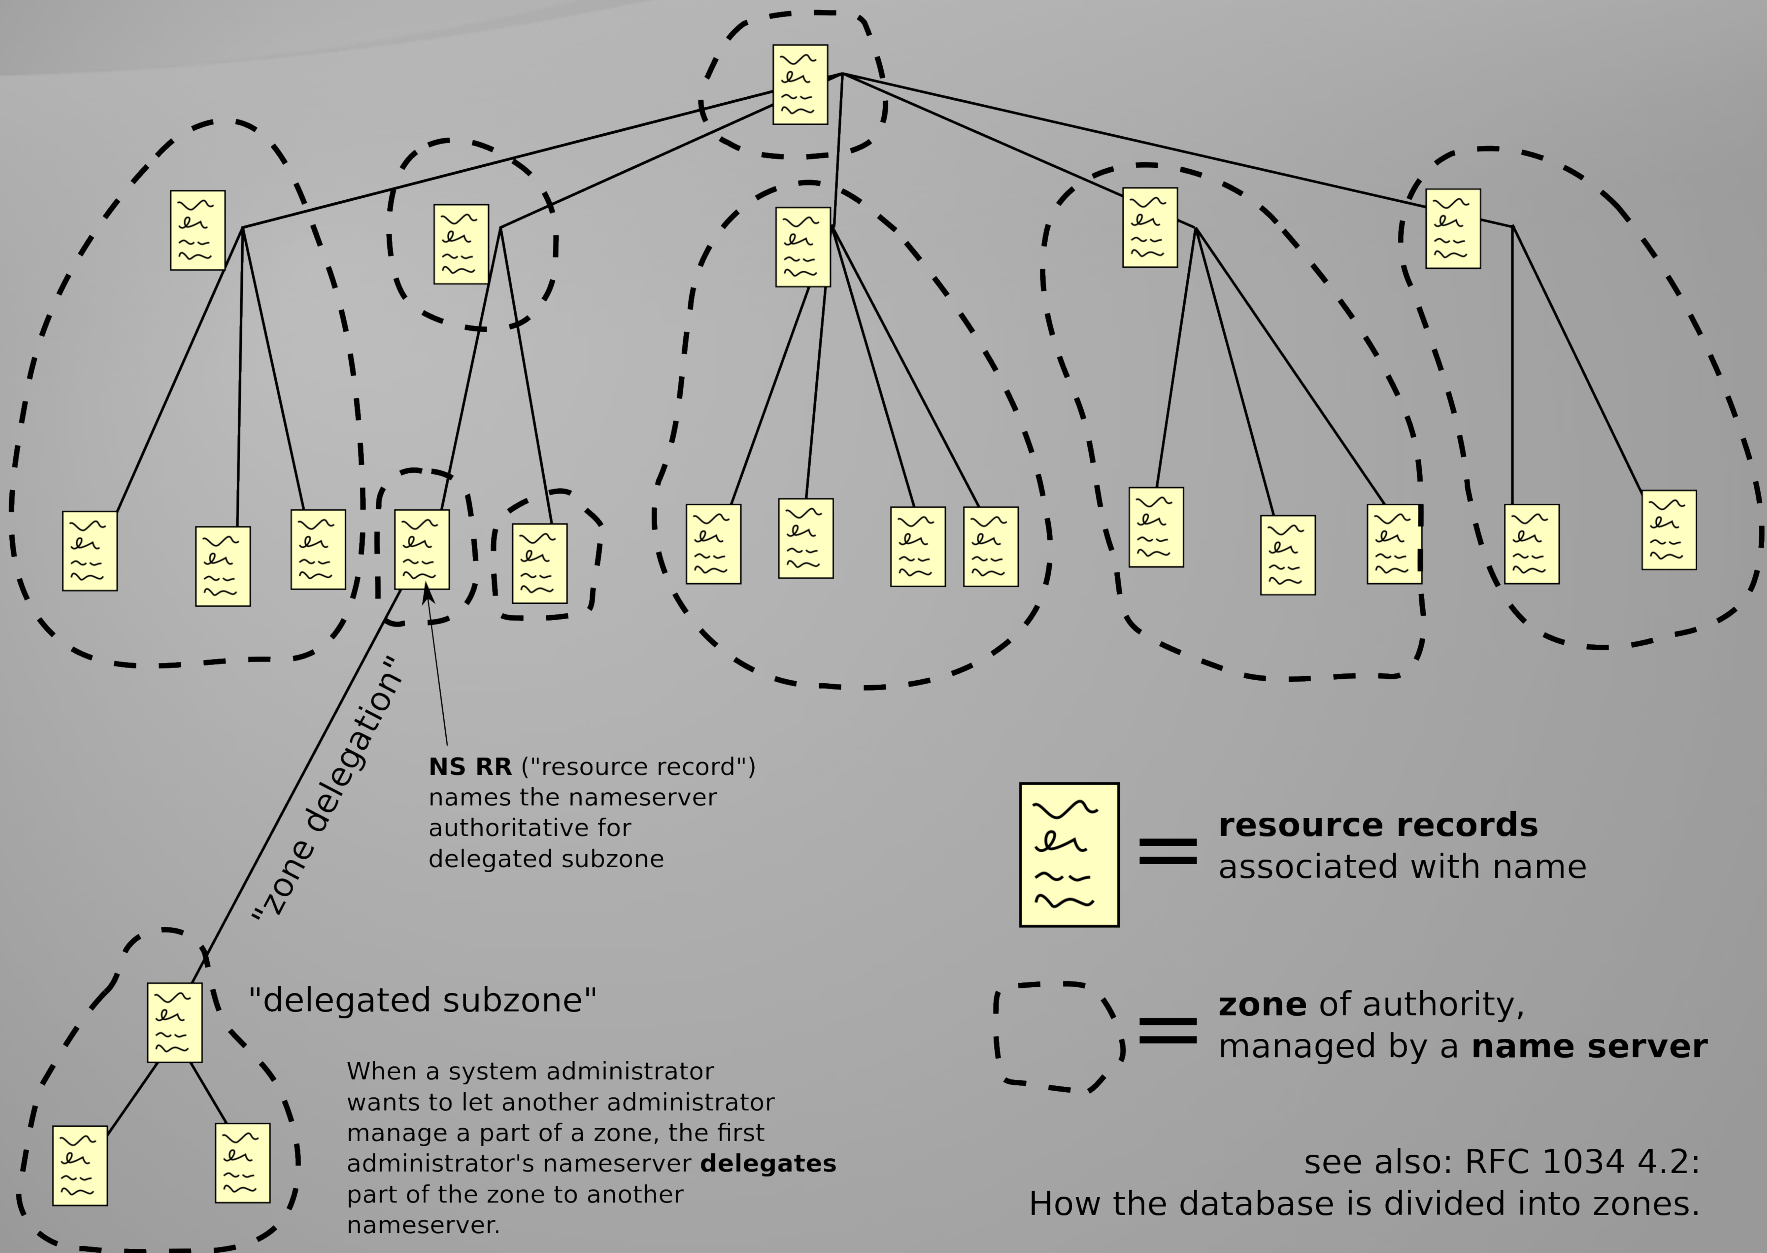 "zone delegation"
NS RR ("resource record")
names the nameserver
authoritative for
delegated subzone
resource records
associated with name
"delegated subzone"
zone of authority,
managed by a name server
When a system administrator
wants to let another administrator
manage a part of a zone, the first
administrator's nameserver delegates
part of the zone to another
nameserver.
see also: RFC 1034 4.2:
How the database is divided into zones.